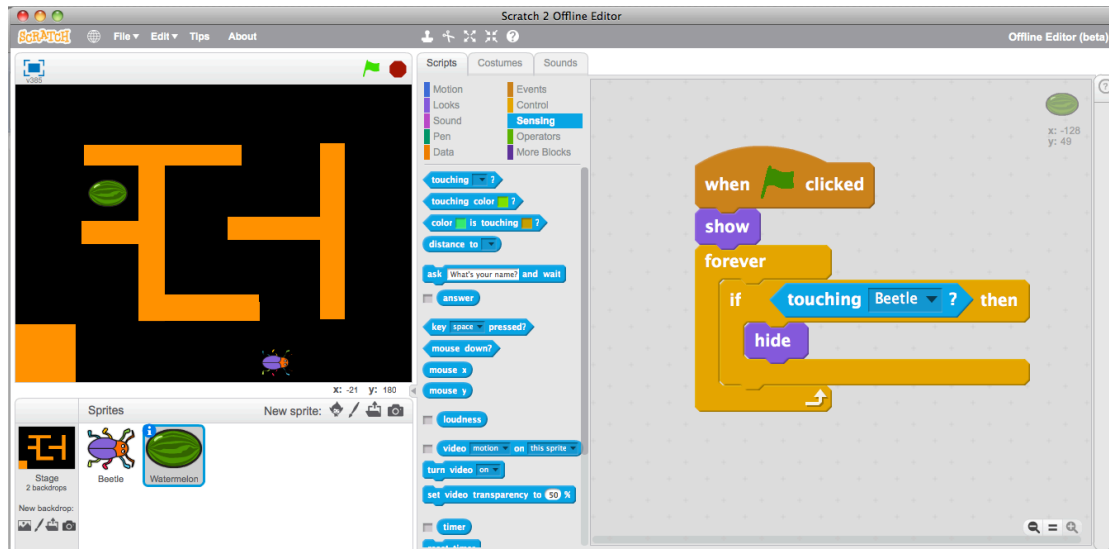 Scratch 2 Offline Editor
SCRATCH File Edit Tips About Offline Editor (beta)
v385
x: -21 y: 180
Sprites New sprite:
Stage
2 backdrops
New backdrop:
Beetle
Watermelon
Scripts Costumes Sounds
Motion Events
Looks Control
Sound Sensing
Pen Operators
Data More Blocks
touching ?
touching color ?
color is touching ?
distance to
ask What's your name? and wait
answer
key space pressed?
mouse down?
mouse x
mouse y
loudness
video motion on this sprite
turn video on
set video transparency to 50 %
timer
reset timer
x: -128
y: 49
when clicked
show
forever
if touching Beetle ? then
hide